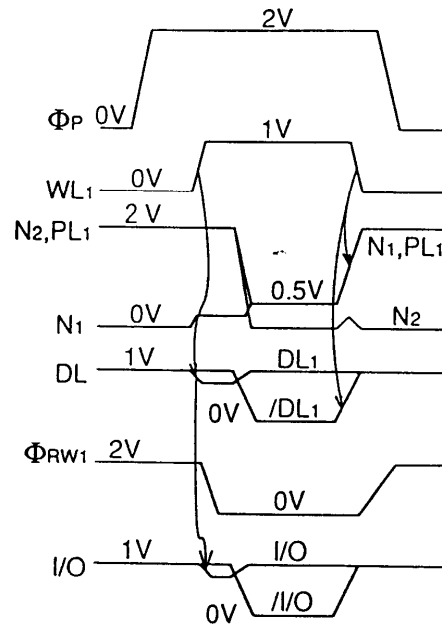 2V
ΦP 0V
1V
WL1 0V
N2,PL1 2 V
N1,PL1
0.5V
N1 0V
N2
DL 1V DL1
0V /DL1
ΦRW1 2V
0V
I/O 1V I/O
0V /I/O